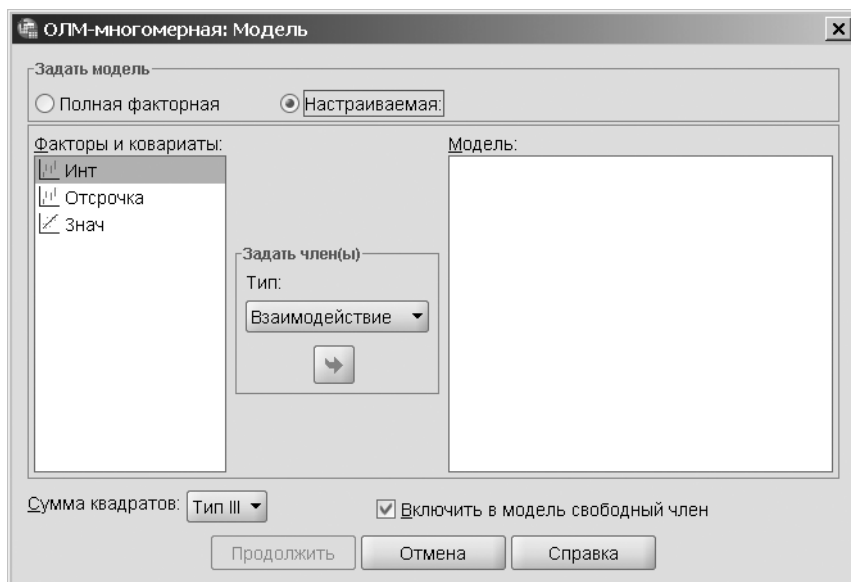 ОЛМ-многомерная: Модель
Задать модель
Полная факторная
Настраиваемая:
Факторы и ковариаты:
Инт
Отсрочка
Знач
Задать член(ы)
Тип:
Взаимодействие
Модель:
Сумма квадратов: Тип III
Включить в модель свободный член
Продолжить
Отмена
Справка